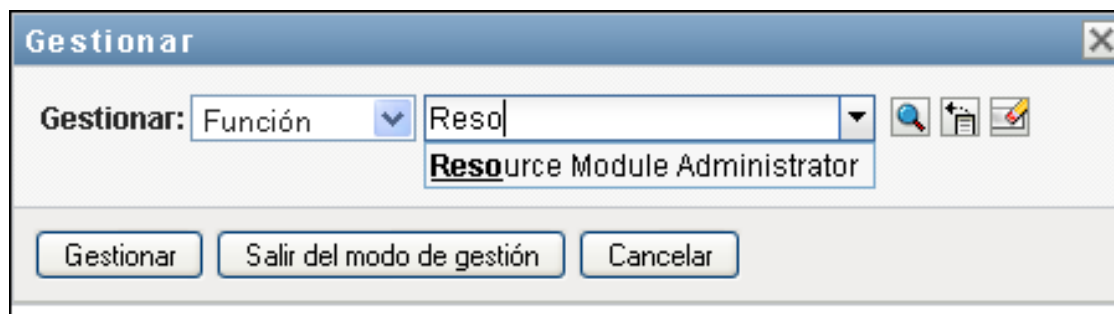 Gestionar
Gestionar: Función Reso
Resource Module Administrator
Gestionar Salir del modo de gestión Cancelar